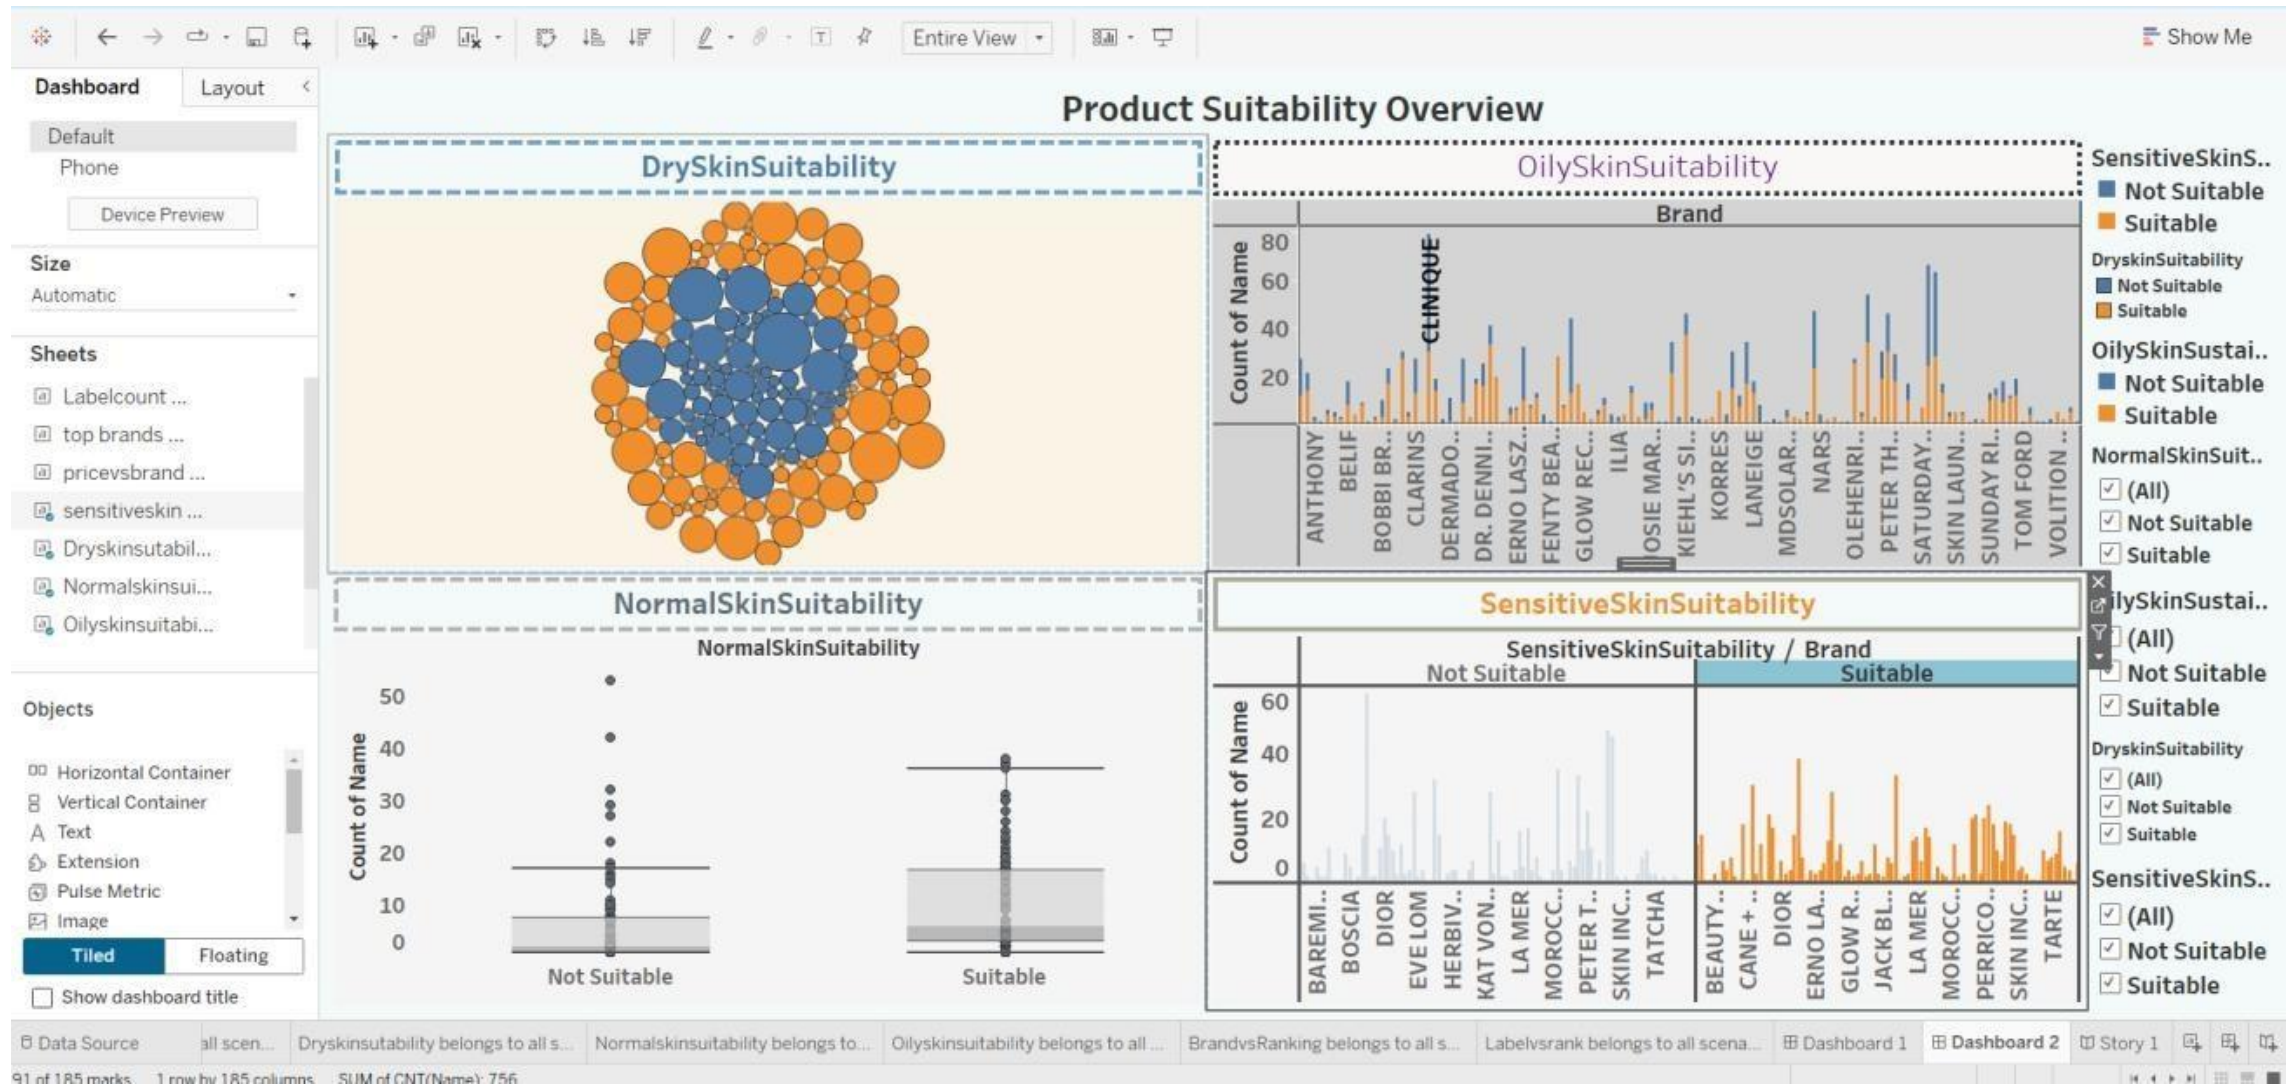 Entire View
Show Me
Dashboard
Layout
Default
Phone
Device Preview
Size
Automatic
Sheets
Labelcount ...
top brands ...
pricevsbrand ...
sensitiveskin ...
Dryskinsutabil...
Normalskinsui...
Oilyskinsuitabi...
Objects
Horizontal Container
Vertical Container
Text
Extension
Pulse Metric
Image
Tiled
Floating
Show dashboard title
Product Suitability Overview
DrySkinSuitability
OilySkinSuitability
Brand
Count of Name
80
60
40
20
CLINIQUE
ANTHONY
BELIF
BOBBI BR..
CLARINS
DERMADO..
DR. DENNI..
ERNO LASZ..
FENTY BEA..
GLOW REC..
ILIA
OSIE MAR..
KIEHL'S SI..
KORRES
LANEIGE
MDSOLAR..
NARS
OLEHENRI..
PETER TH..
SATURDAY..
SKIN LAUN..
SUNDAY RI..
TOM FORD
VOLITION ..
NormalSkinSuitability
NormalSkinSuitability
Count of Name
50
40
30
20
10
0
Not Suitable
Suitable
SensitiveSkinSuitability
SensitiveSkinSuitability / Brand
Not Suitable
Suitable
Count of Name
60
40
20
0
BAREMI..
BOSCIA
DIOR
EVE LOM
HERBIV..
KAT VON..
LA MER
MOROCC..
PETER T..
SKIN INC..
TATCHA
BEAUTY..
CANE + ..
DIOR
ERNO LA..
GLOW R..
JACK BL..
LA MER
MOROCC..
PERRICO..
SKIN INC..
TARTE
SensitiveSkinS..
Not Suitable
Suitable
DryskinSuitability
Not Suitable
Suitable
OilySkinSustai..
Not Suitable
Suitable
NormalSkinSuit..
(All)
Not Suitable
Suitable
ilySkinSustai..
(All)
Not Suitable
Suitable
DryskinSuitability
(All)
Not Suitable
Suitable
SensitiveSkinS..
(All)
Not Suitable
Suitable
Data Source
all scen...
Dryskinsutability belongs to all s...
Normalskinsuitability belongs to...
Oilyskinsuitability belongs to all ...
BrandvsRanking belongs to all s...
Labelvsrank belongs to all scena...
Dashboard 1
Dashboard 2
Story 1
91 of 185 marks
1 row by 185 columns
SUM of CNT(Name): 756